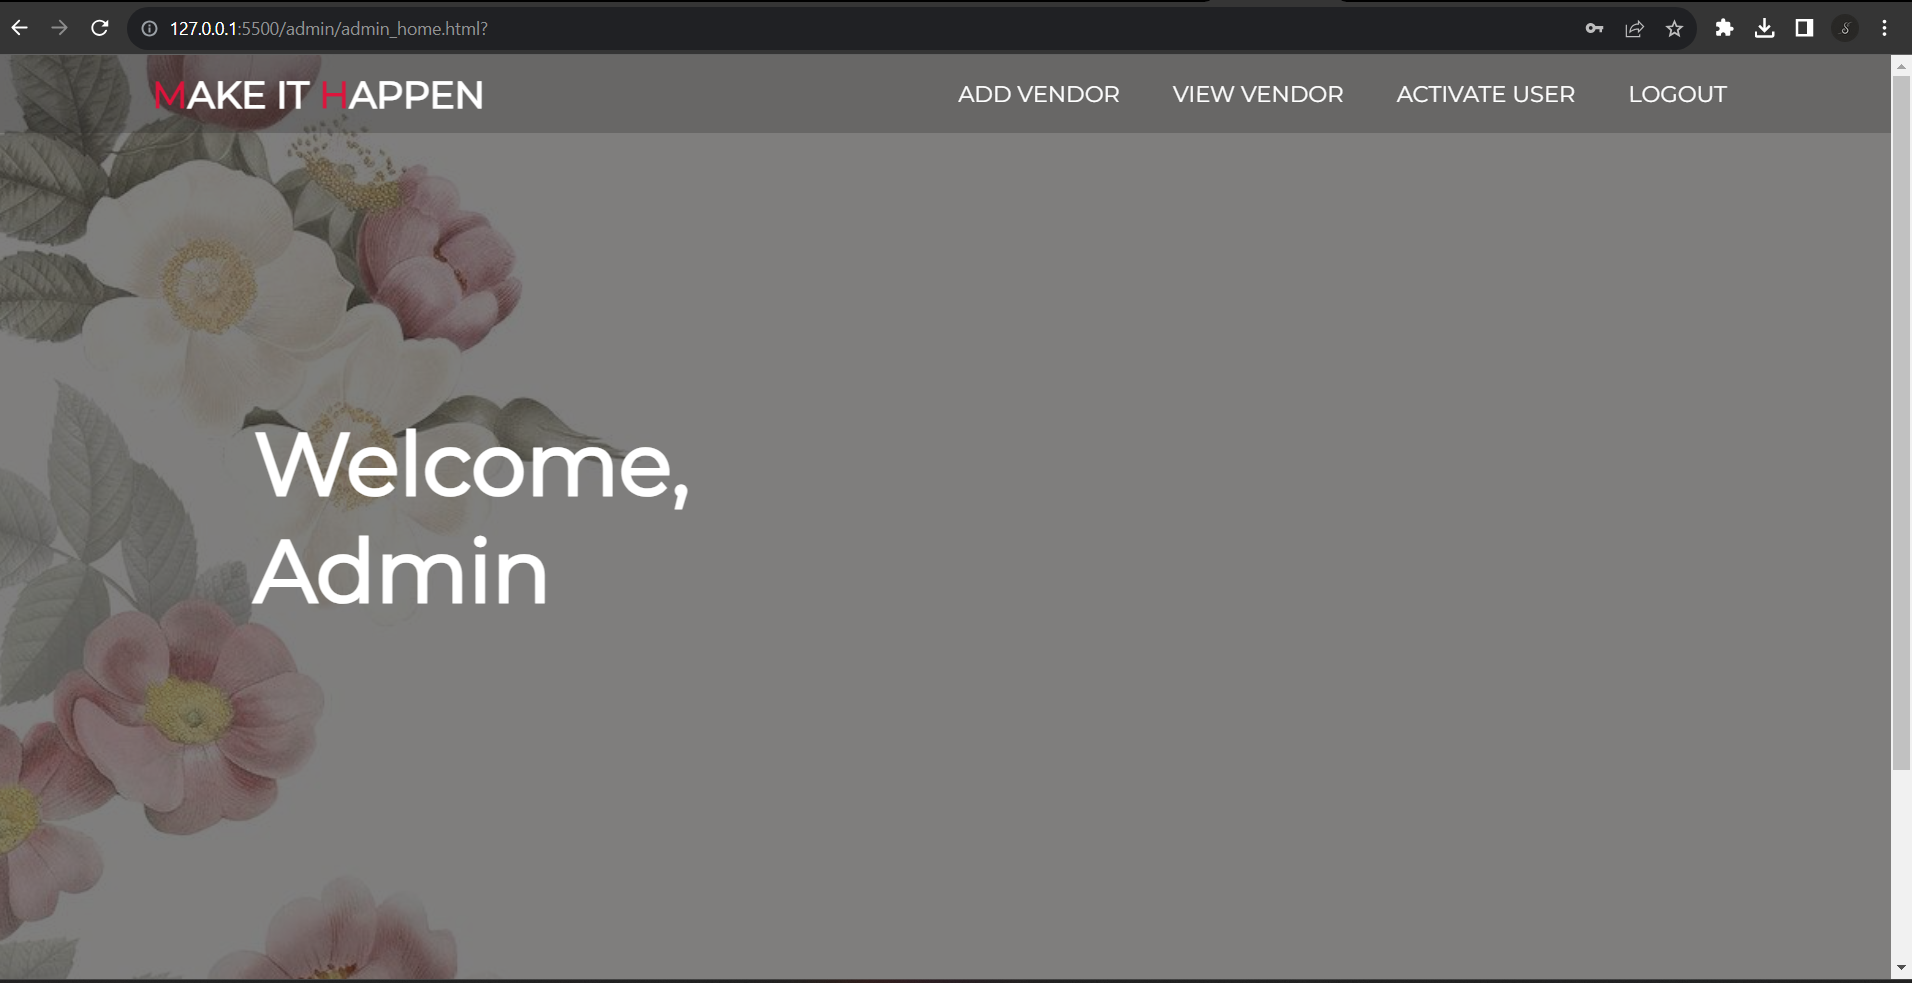 127.0.0.1:5500/admin/admin_home.html?
MAKE IT HAPPEN
ADD VENDOR
VIEW VENDOR
ACTIVATE USER
LOGOUT
Welcome,
Admin